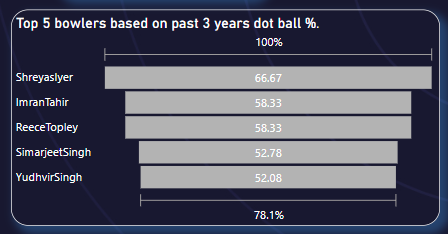 Top 5 bowlers based on past 3 years dot ball %.
100%
ShreyasIyer 66.67
ImranTahir 58.33
ReeceTopley 58.33
SimarjeetSingh 52.78
YudhvirSingh 52.08
78.1%